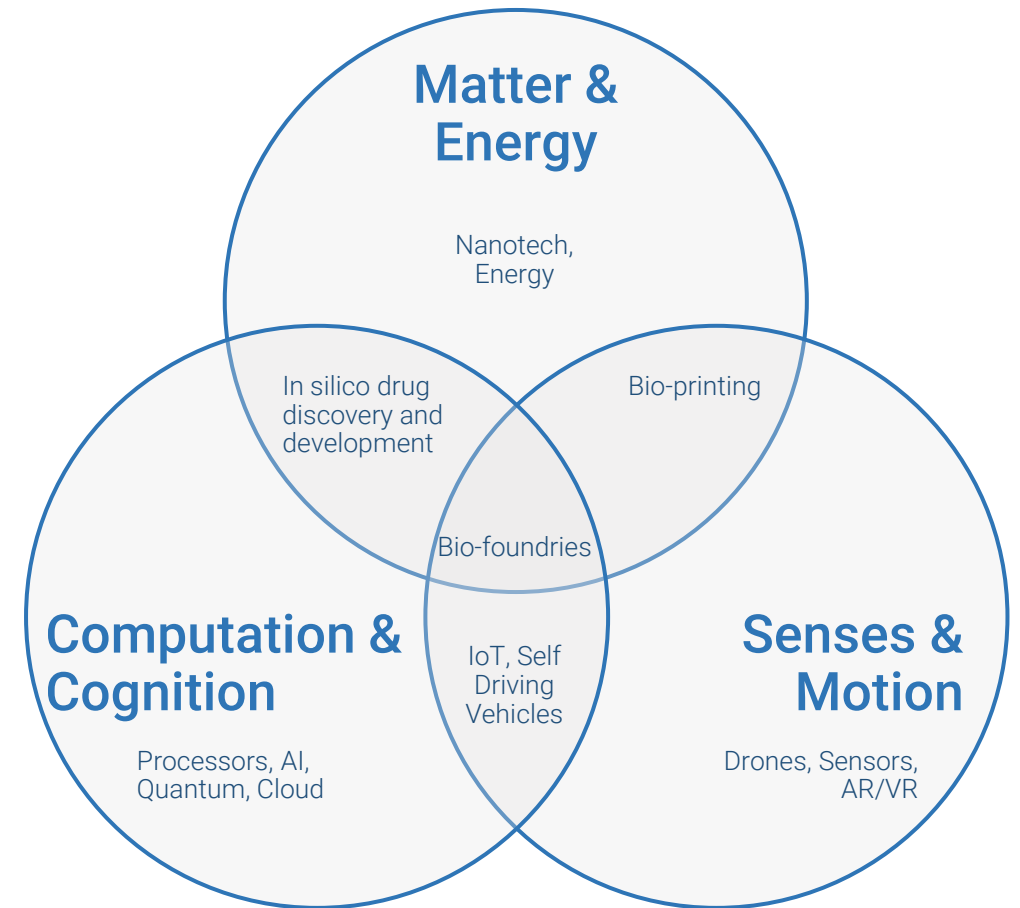 Matter &
Energy
Nanotech,
Energy
In silico drug
discovery and
development
Bio-printing
Bio-foundries
Computation &
Cognition
Senses &
Motion
IoT, Self
Driving
Vehicles
Processors, AI,
Quantum, Cloud
Drones, Sensors,
AR/VR